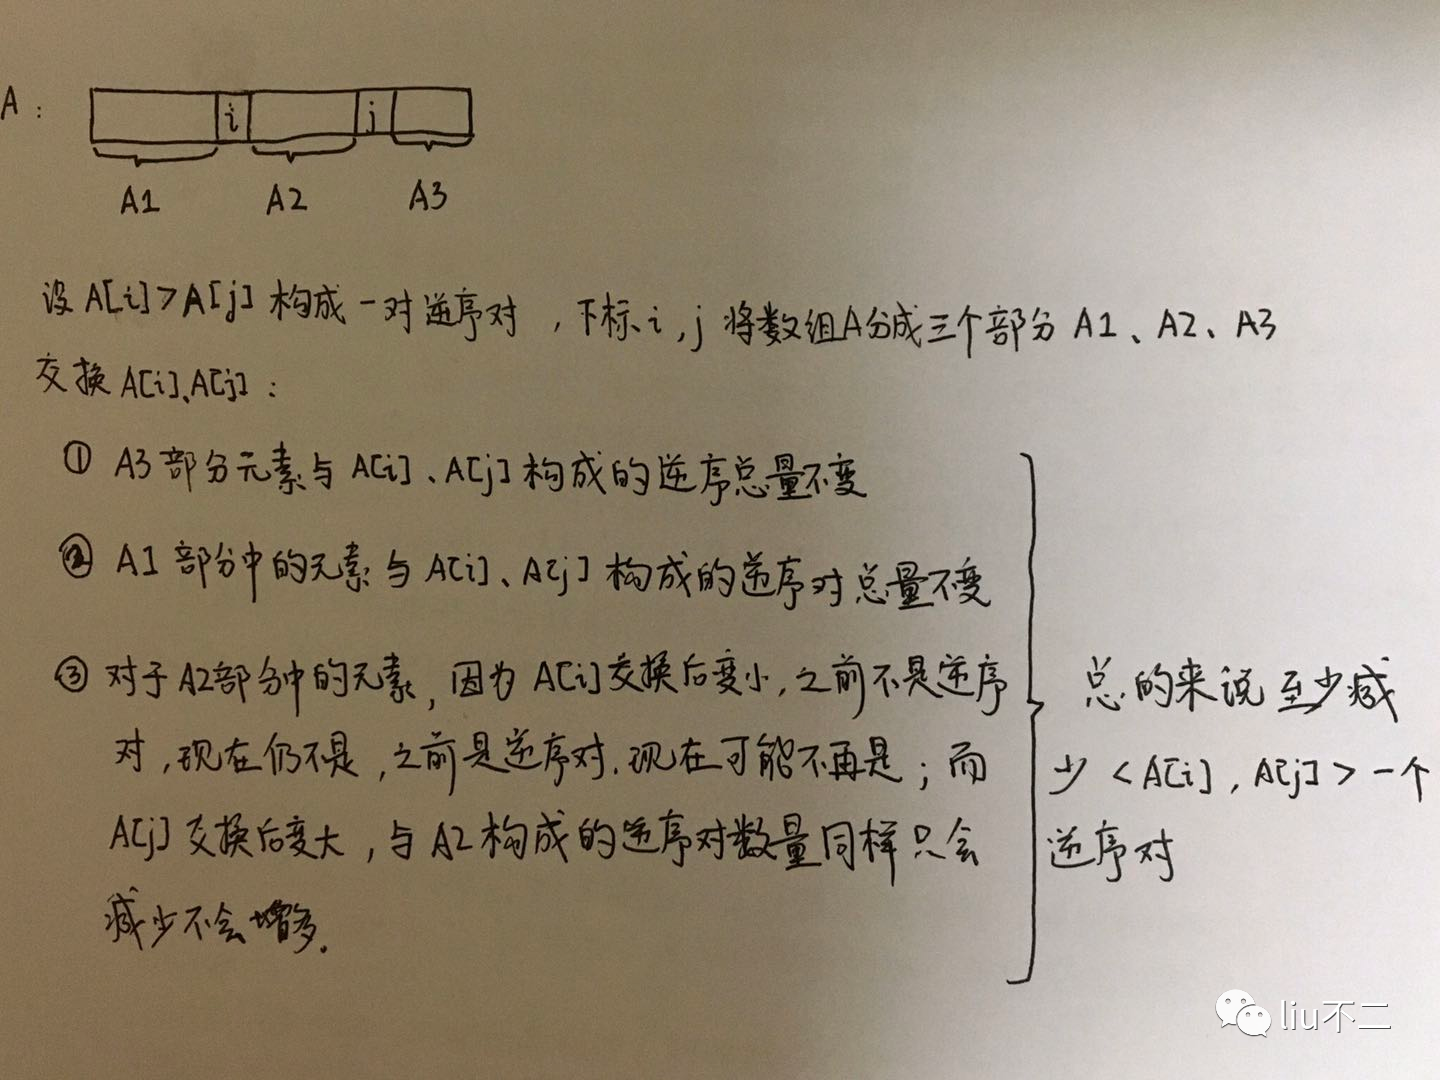 A：
i
j
A1
A2
A3
设 A[i]>A[j] 构成一对逆序对，下标 i，j 将数组A分成三个部分 A1、A2、A3
交换 A[i]、A[j]：
① A3部分元素与 A[i]、A[j] 构成的逆序总量不变
② A1 部分中的元素与 A[i]、A[j] 构成的逆序对总量不变
③ 对于 A2部分中的元素，因为 A[i] 交换后变小，之前不是逆序
对，现在仍不是，之前是逆序对，现在可能不再是；而
A[j] 交换后变大，与 A2 构成的逆序对数量同样只会
减少不会增多.
总的来说至少减
少 <A[i]，A[j]> 一个
逆序对
liu不二